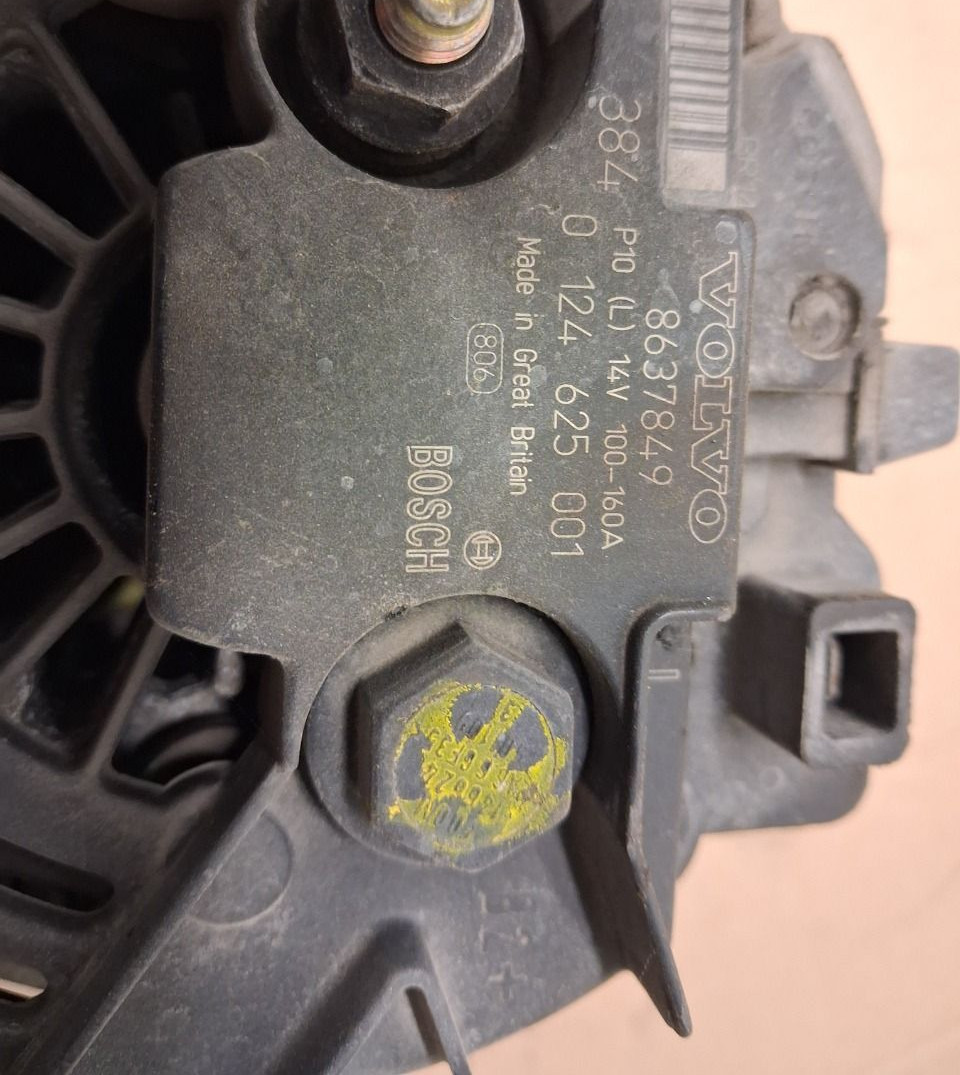 VOLVO
8637849
P10 (L) 14V 100-160A
384
0 124 625 001
Made in Great Britain
806
BOSCH